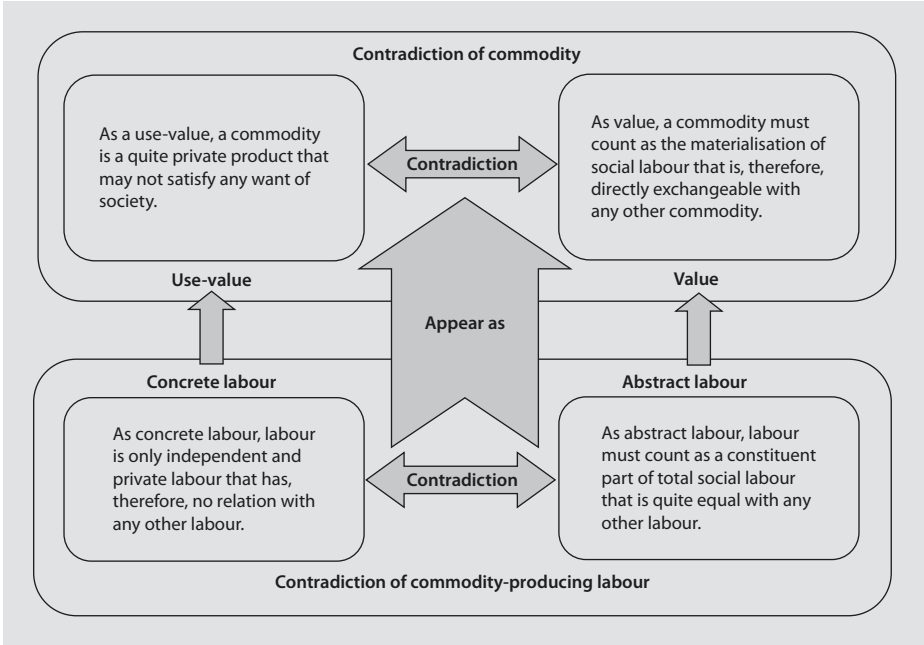 Contradiction of commodity
As a use-value, a commodity
is a quite private product that
may not satisfy any want of
society.
Contradiction
As value, a commodity must
count as the materialisation of
social labour that is, therefore,
directly exchangeable with
any other commodity.
Use-value
Value
Appear as
Concrete labour
Abstract labour
As concrete labour, labour
is only independent and
private labour that has,
therefore, no relation with
any other labour.
Contradiction
As abstract labour, labour
must count as a constituent
part of total social labour
that is quite equal with any
other labour.
Contradiction of commodity-producing labour